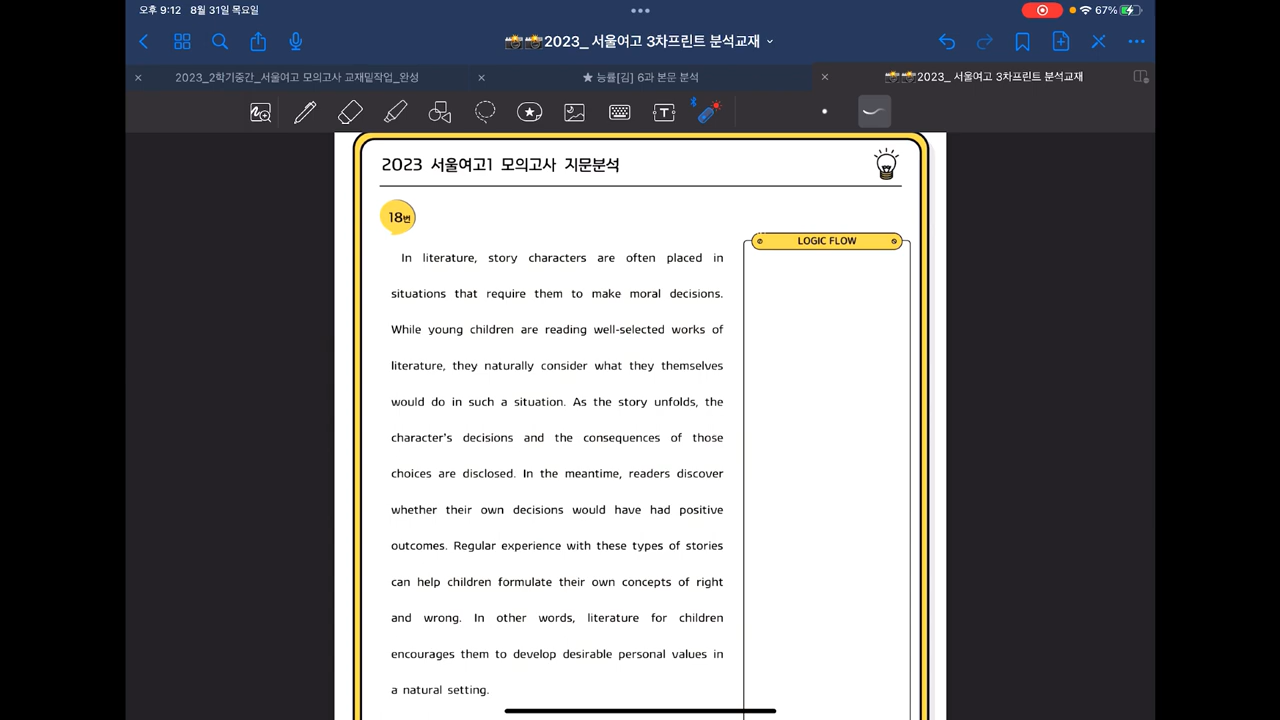 오후 9:12 8월 31일 목요일
67%
2023_ 서울여고 3차프린트 분석교재
2023_2학기중간_서울여고 모의고사 교재밑작업_완성
★ 능률[김] 6과 본문 분석
2023_ 서울여고 3차프린트 분석교재
2023 서울여고1 모의고사 지문분석
18번
LOGIC FLOW
In literature, story characters are often placed in
situations that require them to make moral decisions.
While young children are reading well-selected works of
literature, they naturally consider what they themselves
would do in such a situation. As the story unfolds, the
character's decisions and the consequences of those
choices are disclosed. In the meantime, readers discover
whether their own decisions would have had positive
outcomes. Regular experience with these types of stories
can help children formulate their own concepts of right
and wrong. In other words, literature for children
encourages them to develop desirable personal values in
a natural setting.